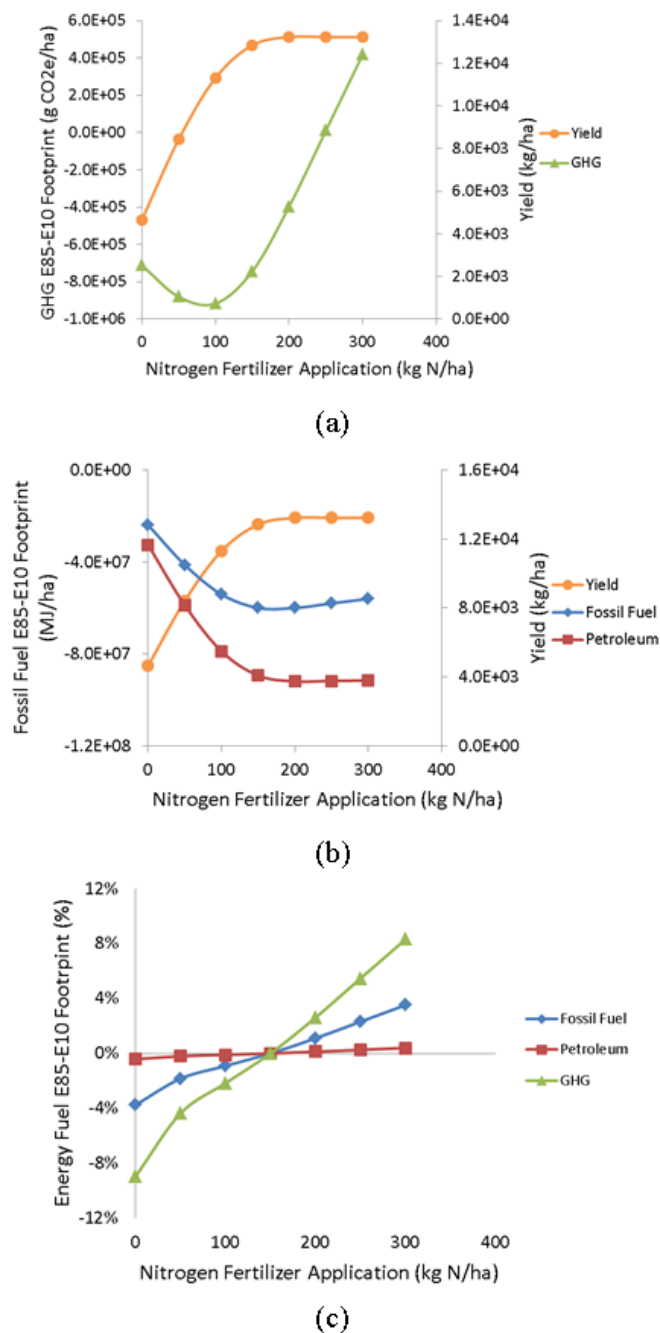 GHG E85-E10 Footprint (g CO2e/ha)
6.0E+05
4.0E+05
2.0E+05
0.0E+00
-2.0E+05
-4.0E+05
-6.0E+05
-8.0E+05
-1.0E+06
1.4E+04
1.2E+04
1.0E+04
8.0E+03
6.0E+03
4.0E+03
2.0E+03
0.0E+00
Yield (kg/ha)
Yield
GHG
0 100 200 300 400
Nitrogen Fertilizer Application (kg N/ha)
(a)
Fossil Fuel E85-E10 Footprint
(MJ/ha)
0.0E+00
-4.0E+07
-8.0E+07
-1.2E+08
1.6E+04
1.2E+04
8.0E+03
4.0E+03
0.0E+00
Yield (kg/ha)
Yield
Fossil Fuel
Petroleum
0 100 200 300 400
Nitrogen Fertilizer Application (kg N/ha)
(b)
Energy Fuel E85-E10 Footrpint (%)
12%
8%
4%
0%
-4%
-8%
-12%
Fossil Fuel
Petroleum
GHG
0 100 200 300 400
Nitrogen Fertilizer Application (kg N/ha)
(c)